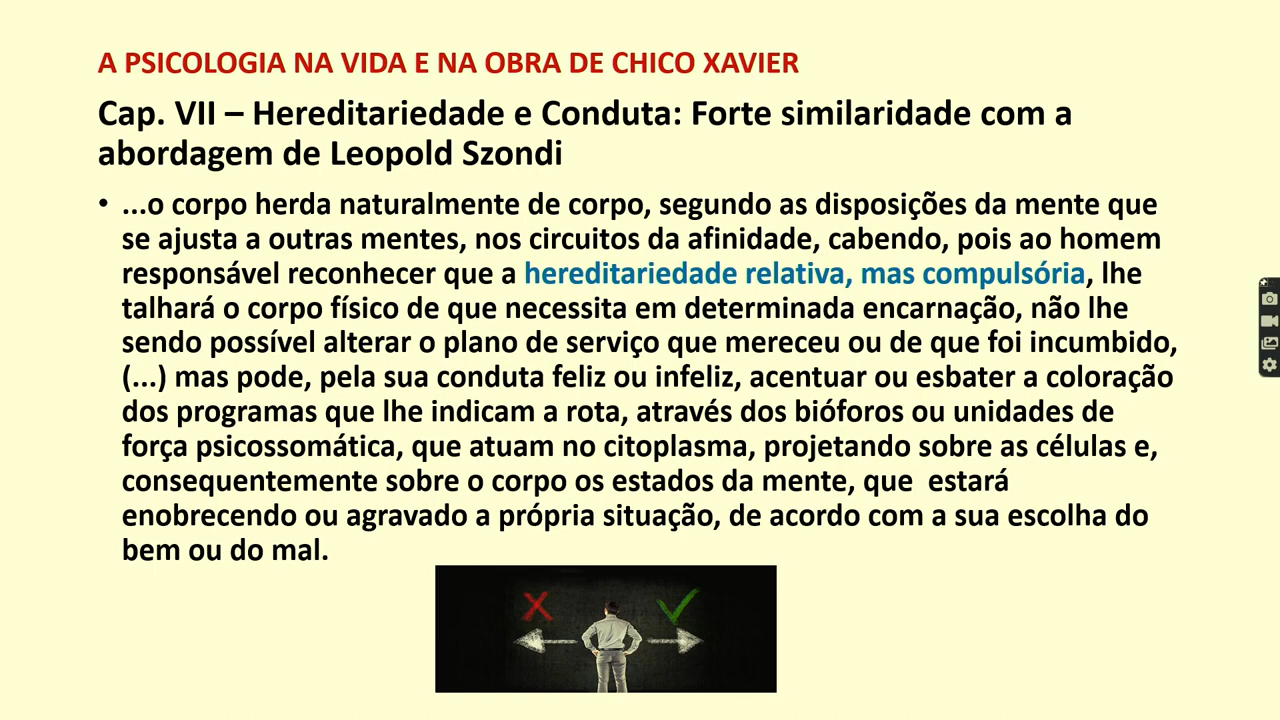 A PSICOLOGIA NA VIDA E NA OBRA DE CHICO XAVIER
Cap. VII – Hereditariedade e Conduta: Forte similaridade com a
abordagem de Leopold Szondi
• ...o corpo herda naturalmente de corpo, segundo as disposições da mente que
se ajusta a outras mentes, nos circuitos da afinidade, cabendo, pois ao homem
responsável reconhecer que a hereditariedade relativa, mas compulsória, lhe
talhará o corpo físico de que necessita em determinada encarnação, não lhe
sendo possível alterar o plano de serviço que mereceu ou de que foi incumbido,
(...) mas pode, pela sua conduta feliz ou infeliz, acentuar ou esbater a coloração
dos programas que lhe indicam a rota, através dos bióforos ou unidades de
força psicossomática, que atuam no citoplasma, projetando sobre as células e,
consequentemente sobre o corpo os estados da mente, que  estará
enobrecendo ou agravado a própria situação, de acordo com a sua escolha do
bem ou do mal.